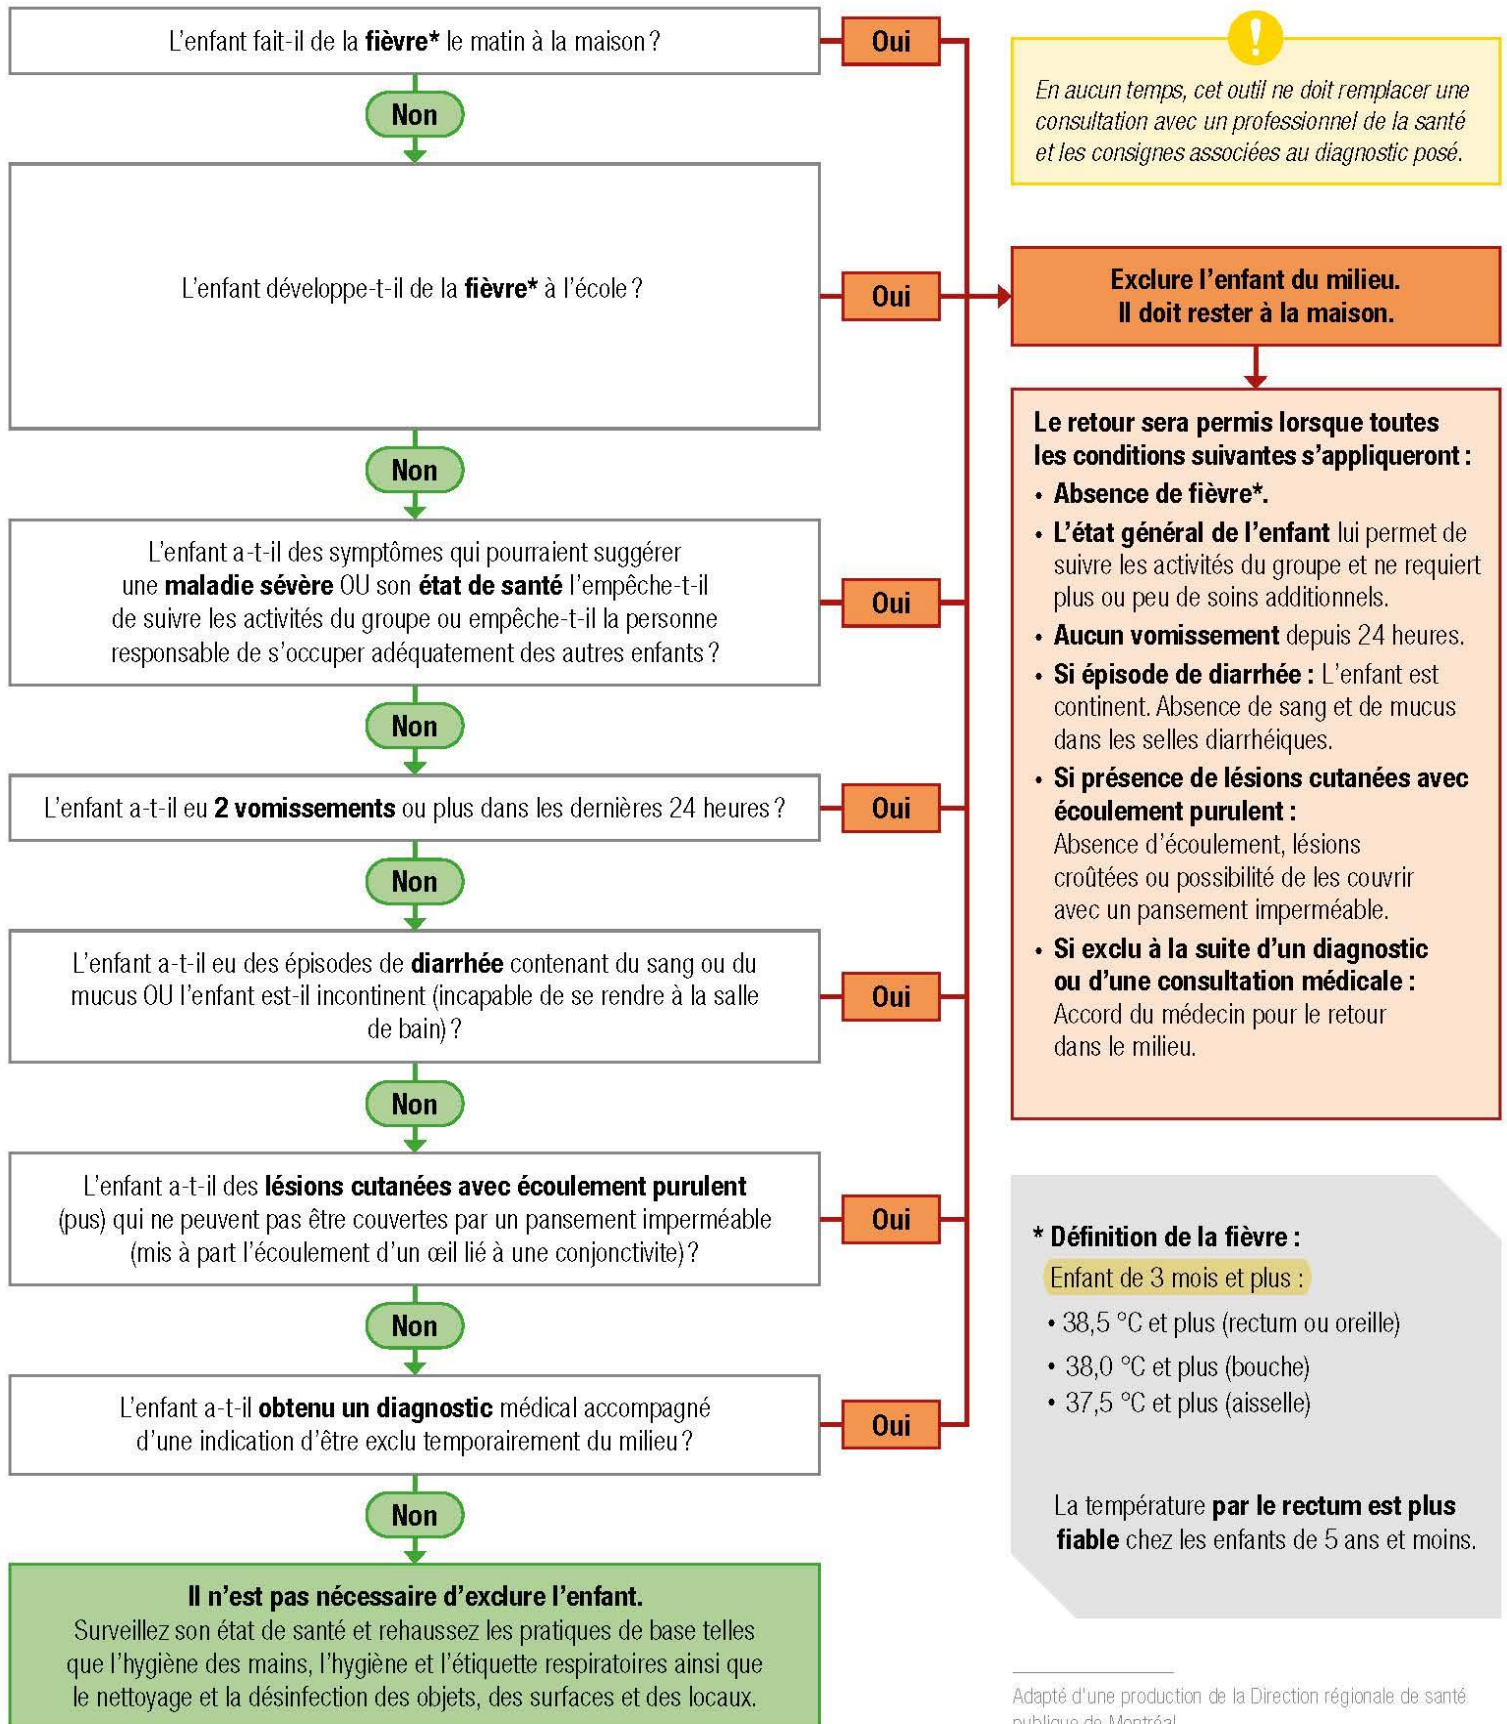 L'enfant fait-il de la fièvre* le matin à la maison ?
Oui
Non
L'enfant développe-t-il de la fièvre* à l'école ?
Oui
Non
L'enfant a-t-il des symptômes qui pourraient suggérer
une maladie sévère OU son état de santé l'empêche-t-il
de suivre les activités du groupe ou empêche-t-il la personne
responsable de s'occuper adéquatement des autres enfants ?
Oui
Non
L'enfant a-t-il eu 2 vomissements ou plus dans les dernières 24 heures ?
Oui
Non
L'enfant a-t-il eu des épisodes de diarrhée contenant du sang ou du
mucus OU l'enfant est-il incontinent (incapable de se rendre à la salle
de bain) ?
Oui
Non
L'enfant a-t-il des lésions cutanées avec écoulement purulent
(pus) qui ne peuvent pas être couvertes par un pansement imperméable
(mis à part l'écoulement d'un œil lié à une conjonctivite) ?
Oui
Non
L'enfant a-t-il obtenu un diagnostic médical accompagné
d'une indication d'être exclu temporairement du milieu ?
Oui
Non
Il n'est pas nécessaire d'exclure l'enfant.
Surveillez son état de santé et rehaussez les pratiques de base telles
que l'hygiène des mains, l'hygiène et l'étiquette respiratoires ainsi que
le nettoyage et la désinfection des objets, des surfaces et des locaux.
!
En aucun temps, cet outil ne doit remplacer une
consultation avec un professionnel de la santé
et les consignes associées au diagnostic posé.
Exclure l'enfant du milieu.
Il doit rester à la maison.
Le retour sera permis lorsque toutes
les conditions suivantes s'appliqueront :
• Absence de fièvre*.
• L'état général de l'enfant lui permet de
suivre les activités du groupe et ne requiert
plus ou peu de soins additionnels.
• Aucun vomissement depuis 24 heures.
• Si épisode de diarrhée : L'enfant est
continent. Absence de sang et de mucus
dans les selles diarrhéiques.
• Si présence de lésions cutanées avec
écoulement purulent :
Absence d'écoulement, lésions
croûtées ou possibilité de les couvrir
avec un pansement imperméable.
• Si exclu à la suite d'un diagnostic
ou d'une consultation médicale :
Accord du médecin pour le retour
dans le milieu.
* Définition de la fièvre :
Enfant de 3 mois et plus :
• 38,5 °C et plus (rectum ou oreille)
• 38,0 °C et plus (bouche)
• 37,5 °C et plus (aisselle)
La température par le rectum est plus
fiable chez les enfants de 5 ans et moins.
Adapté d'une production de la Direction régionale de santé
publique de Montréal